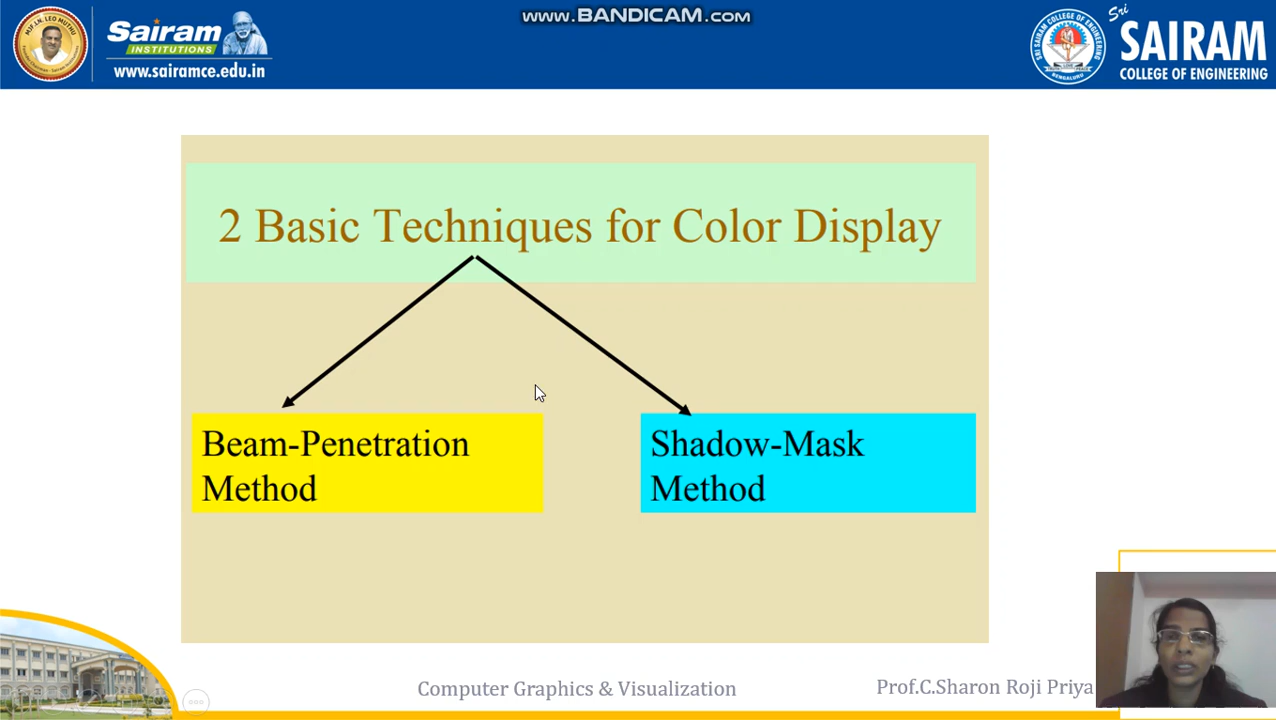 www.BANDICAM.com
Sairam
INSTITUTIONS
www.sairamce.edu.in
Sri
SAIRAM
COLLEGE OF ENGINEERING
2 Basic Techniques for Color Display
Beam-Penetration
Method
Shadow-Mask
Method
Computer Graphics & Visualization
Prof.C.Sharon Roji Priya